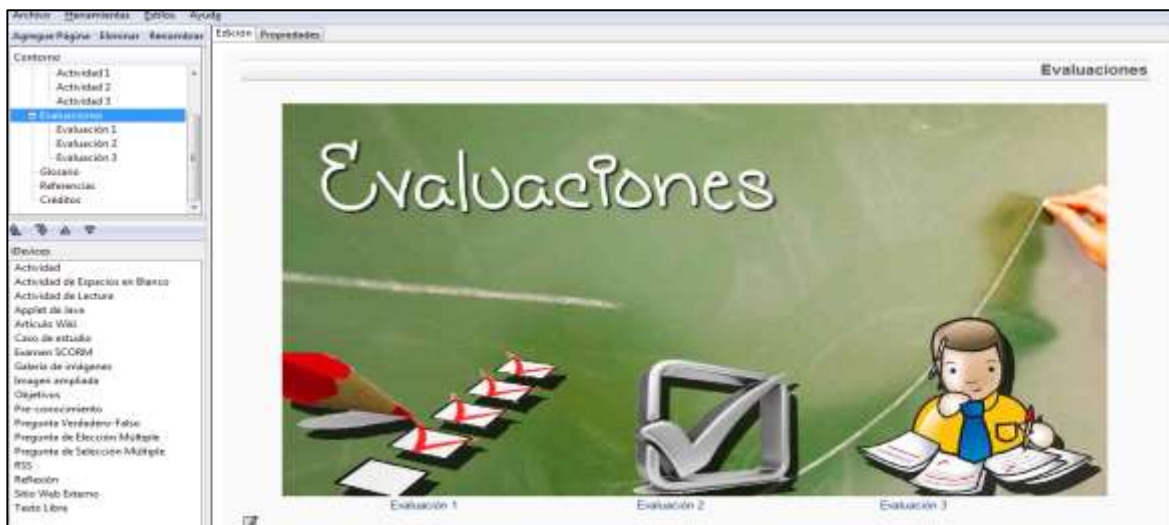 Archivo Herramientas Estilos Ayuda
Agregue Página Eliminar Renombrar
Edición Propiedades
Contorno
Actividad 1
Actividad 2
Actividad 3
Evaluaciones
Evaluación 1
Evaluación 2
Evaluación 3
Glosario
Referencias
Créditos
iDevices
Actividad
Actividad de Espacios en Blanco
Actividad de Lectura
Applet de Java
Artículo Wiki
Caso de estudio
Examen SCORM
Galería de imágenes
Imagen ampliada
Objetivos
Pre-conocimiento
Pregunta Verdadero-Falso
Pregunta de Elección Múltiple
Pregunta de Selección Múltiple
RSS
Reflexión
Sitio Web Externo
Texto Libre
Evaluaciones
Evaluaciones
Evaluación 1 Evaluación 2 Evaluación 3